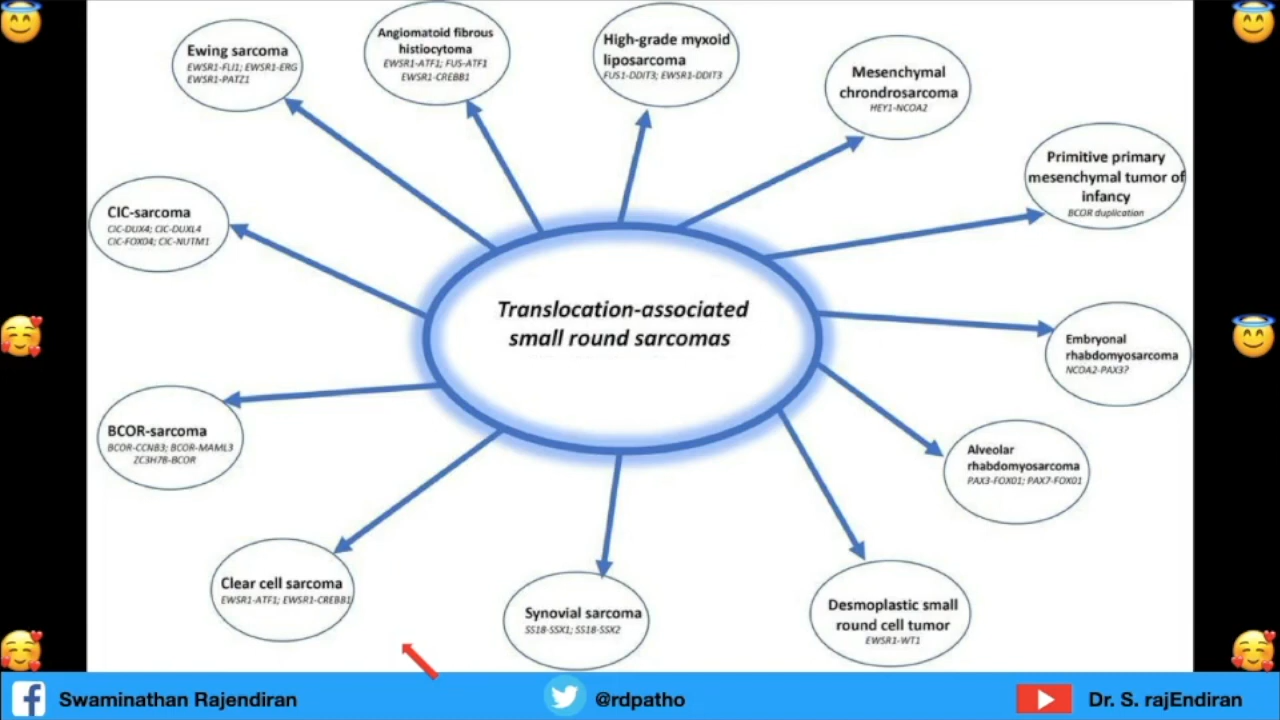 Ewing sarcoma
EWSR1-FLI1; EWSR1-ERG
EWSR1-PATZ1
Angiomatoid fibrous
histiocytoma
EWSR1-ATF1; FUS-ATF1
EWSR1-CREBB1
High-grade myxoid
liposarcoma
FUS1-DDIT3; EWSR1-DDIT3
Mesenchymal
chrondrosarcoma
HEY1-NCOA2
Primitive primary
mesenchymal tumor of
infancy
BCOR duplication
CIC-sarcoma
CIC-DUX4; CIC-DUXL4
CIC-FOXO4; CIC-NUTM1
Translocation-associated
small round sarcomas
Embryonal
rhabdomyosarcoma
NCOA2-PAX3?
BCOR-sarcoma
BCOR-CCNB3; BCOR-MAML3
ZC3H7B-BCOR
Alveolar
rhabdomyosarcoma
PAX3-FOXO1; PAX7-FOXO1
Clear cell sarcoma
EWSR1-ATF1; EWSR1-CREBB1
Synovial sarcoma
SS18-SSX1; SS18-SSX2
Desmoplastic small
round cell tumor
EWSR1-WT1
Swaminathan Rajendiran
@rdpatho
Dr. S. rajEndiran